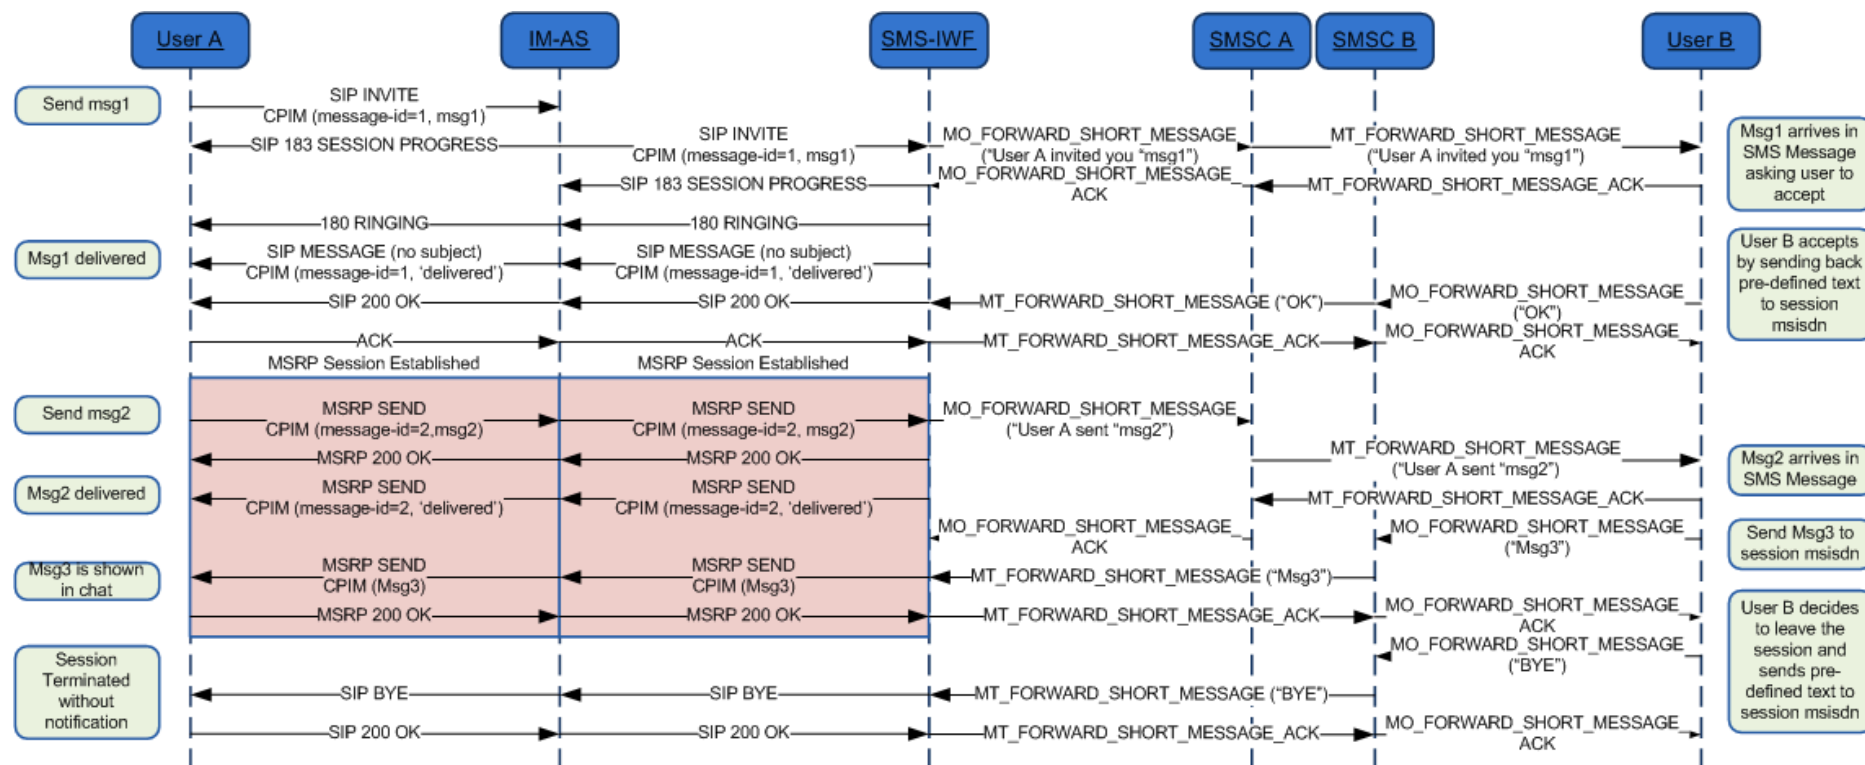 User A
IM-AS
SMS-IWF
SMSC A
SMSC B
User B
Send msg1
SIP INVITE
CPIM (message-id=1, msg1)
SIP 183 SESSION PROGRESS
SIP INVITE
CPIM (message-id=1, msg1)
MO_FORWARD_SHORT_MESSAGE
(“User A invited you “msg1”)
MT_FORWARD_SHORT_MESSAGE
(“User A invited you “msg1”)
Msg1 arrives in
SMS Message
asking user to
accept
SIP 183 SESSION PROGRESS
MO_FORWARD_SHORT_MESSAGE_
ACK
MT_FORWARD_SHORT_MESSAGE_ACK
180 RINGING
180 RINGING
Msg1 delivered
SIP MESSAGE (no subject)
CPIM (message-id=1, ‘delivered’)
SIP MESSAGE (no subject)
CPIM (message-id=1, ‘delivered’)
User B accepts
by sending back
pre-defined text
to session
msisdn
SIP 200 OK
SIP 200 OK
MT_FORWARD_SHORT_MESSAGE (“OK”)
MO_FORWARD_SHORT_MESSAGE
(“OK”)
ACK
ACK
MT_FORWARD_SHORT_MESSAGE_ACK
MO_FORWARD_SHORT_MESSAGE_
ACK
MSRP Session Established
MSRP Session Established
Send msg2
MSRP SEND
CPIM (message-id=2,msg2)
MSRP SEND
CPIM (message-id=2, msg2)
MO_FORWARD_SHORT_MESSAGE
(“User A sent “msg2”)
MSRP 200 OK
MSRP 200 OK
MT_FORWARD_SHORT_MESSAGE
(“User A sent “msg2”)
Msg2 arrives in
SMS Message
Msg2 delivered
MSRP SEND
CPIM (message-id=2, ‘delivered’)
MSRP SEND
CPIM (message-id=2, ‘delivered’)
MT_FORWARD_SHORT_MESSAGE_ACK
MO_FORWARD_SHORT_MESSAGE_
ACK
MO_FORWARD_SHORT_MESSAGE
(“Msg3”)
Send Msg3 to
session msisdn
Msg3 is shown
in chat
MSRP SEND
CPIM (Msg3)
MSRP SEND
CPIM (Msg3)
MT_FORWARD_SHORT_MESSAGE (“Msg3”)
MSRP 200 OK
MSRP 200 OK
MT_FORWARD_SHORT_MESSAGE_ACK
MO_FORWARD_SHORT_MESSAGE_
ACK
User B decides
to leave the
session and
sends pre-
defined text to
session msisdn
MO_FORWARD_SHORT_MESSAGE
(“BYE”)
Session
Terminated
without
notification
SIP BYE
SIP BYE
MT_FORWARD_SHORT_MESSAGE (“BYE”)
SIP 200 OK
SIP 200 OK
MT_FORWARD_SHORT_MESSAGE_ACK
MO_FORWARD_SHORT_MESSAGE_
ACK